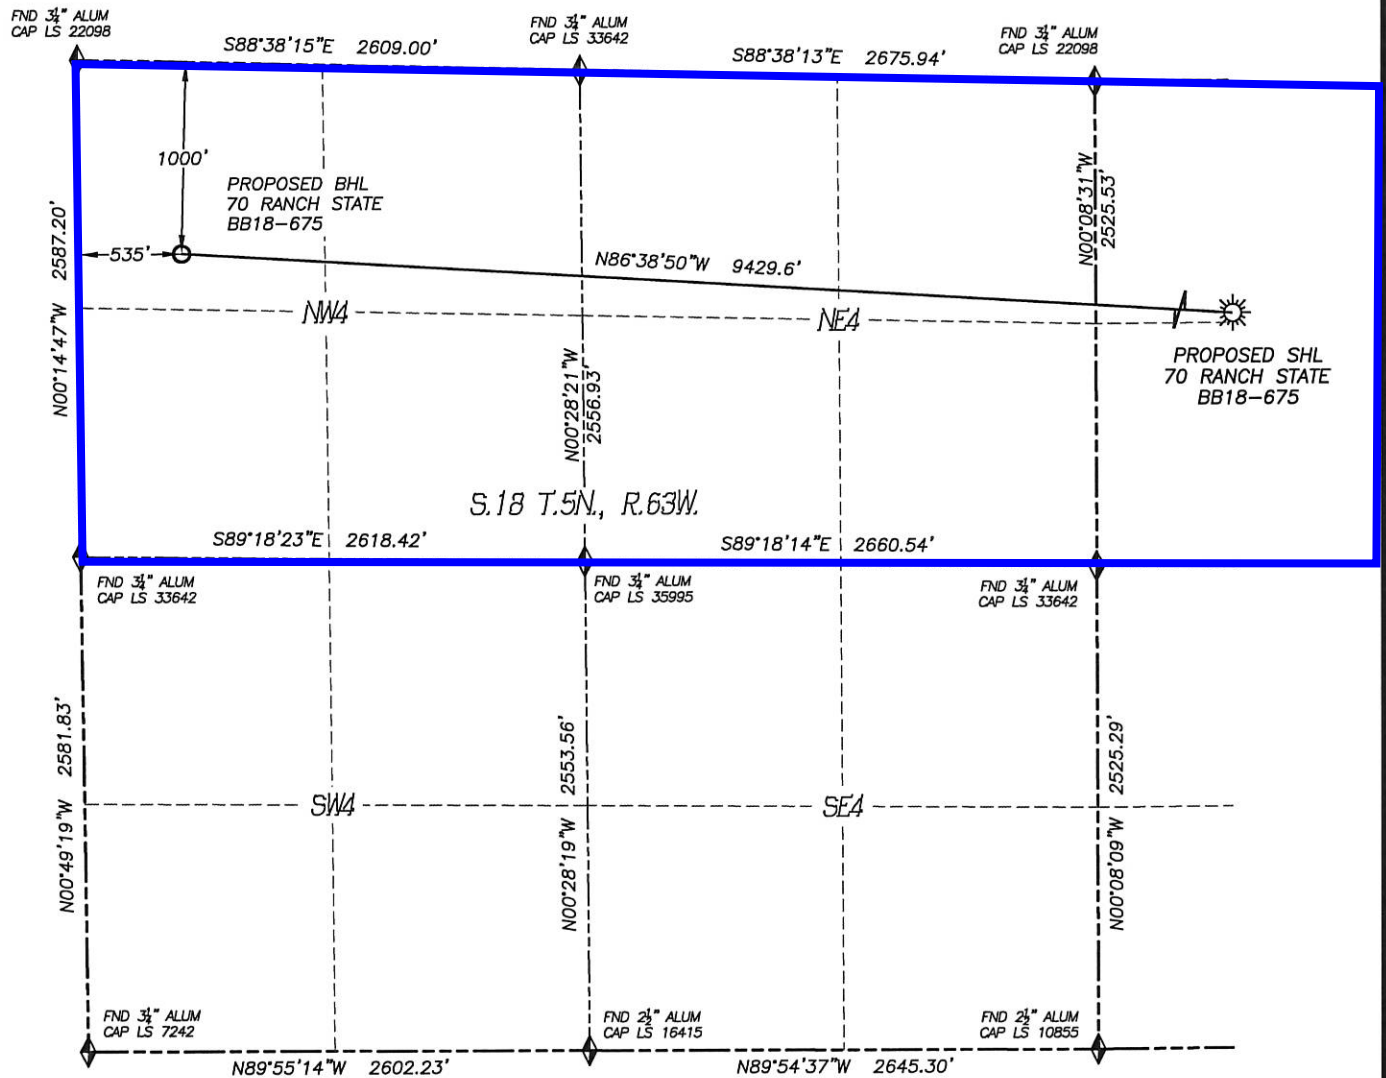 FND 3¼" ALUM
CAP LS 22098
FND 3¼" ALUM
CAP LS 33642
FND 3¼" ALUM
CAP LS 22098
S88°38'15"E 2609.00'
S88°38'13"E 2675.94'
1000'
PROPOSED BHL
70 RANCH STATE
BB18-675
535'
N00°14'47"W 2587.20'
N86°38'50"W 9429.6'
N00°08'31"W
2525.53'
NW4
NE4
PROPOSED SHL
70 RANCH STATE
BB18-675
N00°28'21"W
2556.93'
S.18 T.5N., R.63W.
S89°18'23"E 2618.42'
S89°18'14"E 2660.54'
FND 3¼" ALUM
CAP LS 33642
FND 3¼" ALUM
CAP LS 35995
FND 3¼" ALUM
CAP LS 33642
N00°49'19"W 2581.83'
N00°28'19"W 2553.56'
N00°08'09"W 2525.29'
SW4
SE4
FND 3¼" ALUM
CAP LS 7242
FND 2½" ALUM
CAP LS 16415
FND 2½" ALUM
CAP LS 10855
N89°55'14"W 2602.23'
N89°54'37"W 2645.30'